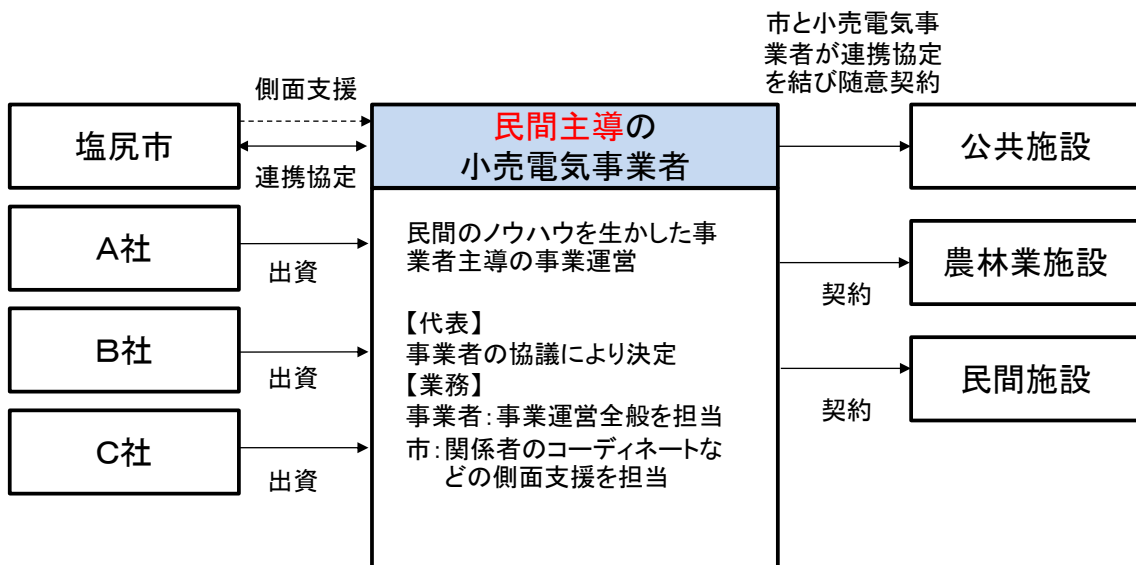 市と小売電気事
業者が連携協定
を結び随意契約
側面支援
塩尻市
連携協定
民間主導の
小売電気事業者
公共施設
A社
出資
民間のノウハウを生かした事
業者主導の事業運営
契約
農林業施設
B社
出資
【代表】
事業者の協議により決定
【業務】
事業者：事業運営全般を担当
市：関係者のコーディネートな
どの側面支援を担当
契約
民間施設
C社
出資